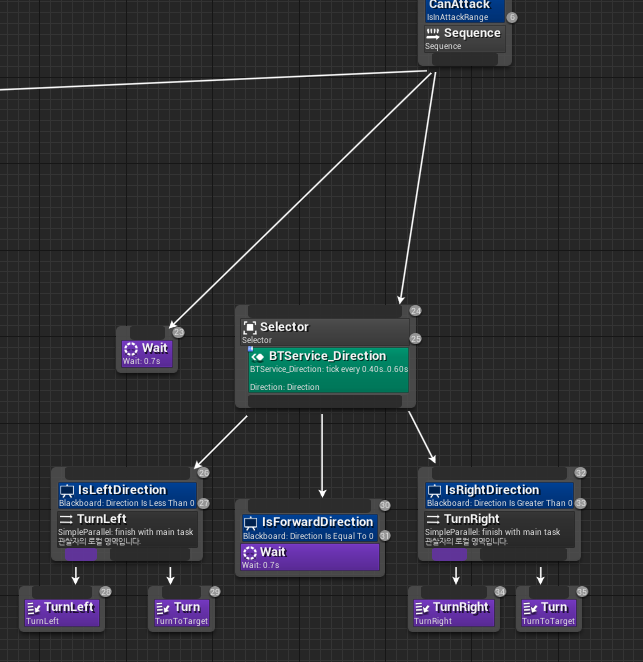 CanAttack
IsInAttackRange
6
Sequence
Sequence
23
Wait
Wait: 0.7s
24
Selector
Selector
25
BTService_Direction
BTService_Direction: tick every 0.40s..0.60s
Direction: Direction
26
IsLeftDirection
Blackboard: Direction Is Less Than 0
27
TurnLeft
SimpleParallel: finish with main task
관찰자의 로컬 영역입니다.
30
IsForwardDirection
Blackboard: Direction Is Equal To 0
31
Wait
Wait: 0.7s
32
IsRightDirection
Blackboard: Direction Is Greater Than 0
33
TurnRight
SimpleParallel: finish with main task
관찰자의 로컬 영역입니다.
28
TurnLeft
TurnLeft
29
Turn
TurnToTarget
34
TurnRight
TurnRight
35
Turn
TurnToTarget